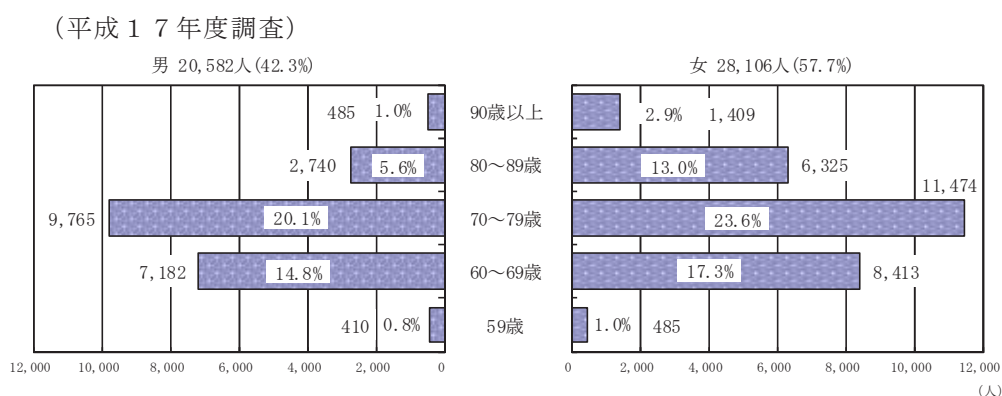 （平成１７年度調査）
男 20,582人(42.3%)
女 28,106人(57.7%)
485 1.0% 90歳以上 2.9% 1,409
2,740 5.6% 80～89歳 13.0% 6,325
11,474
9,765 20.1% 70～79歳 23.6%
7,182 14.8% 60～69歳 17.3% 8,413
410 0.8% 59歳 1.0% 485
12,000 10,000 8,000 6,000 4,000 2,000 0
0 2,000 4,000 6,000 8,000 10,000 12,000
(人)